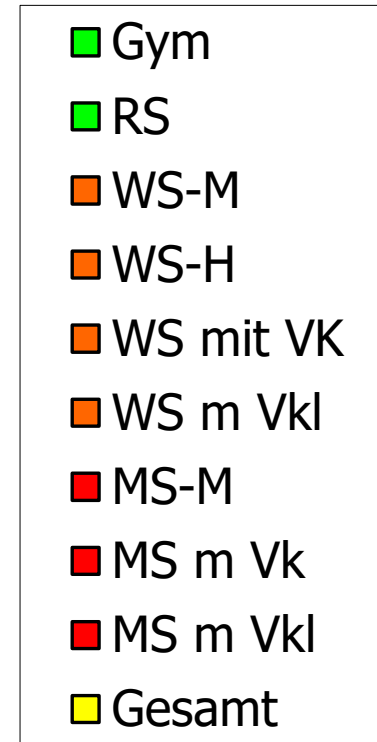 Gym
RS
WS-M
WS-H
WS mit VK
WS m Vkl
MS-M
MS m Vk
MS m Vkl
Gesamt